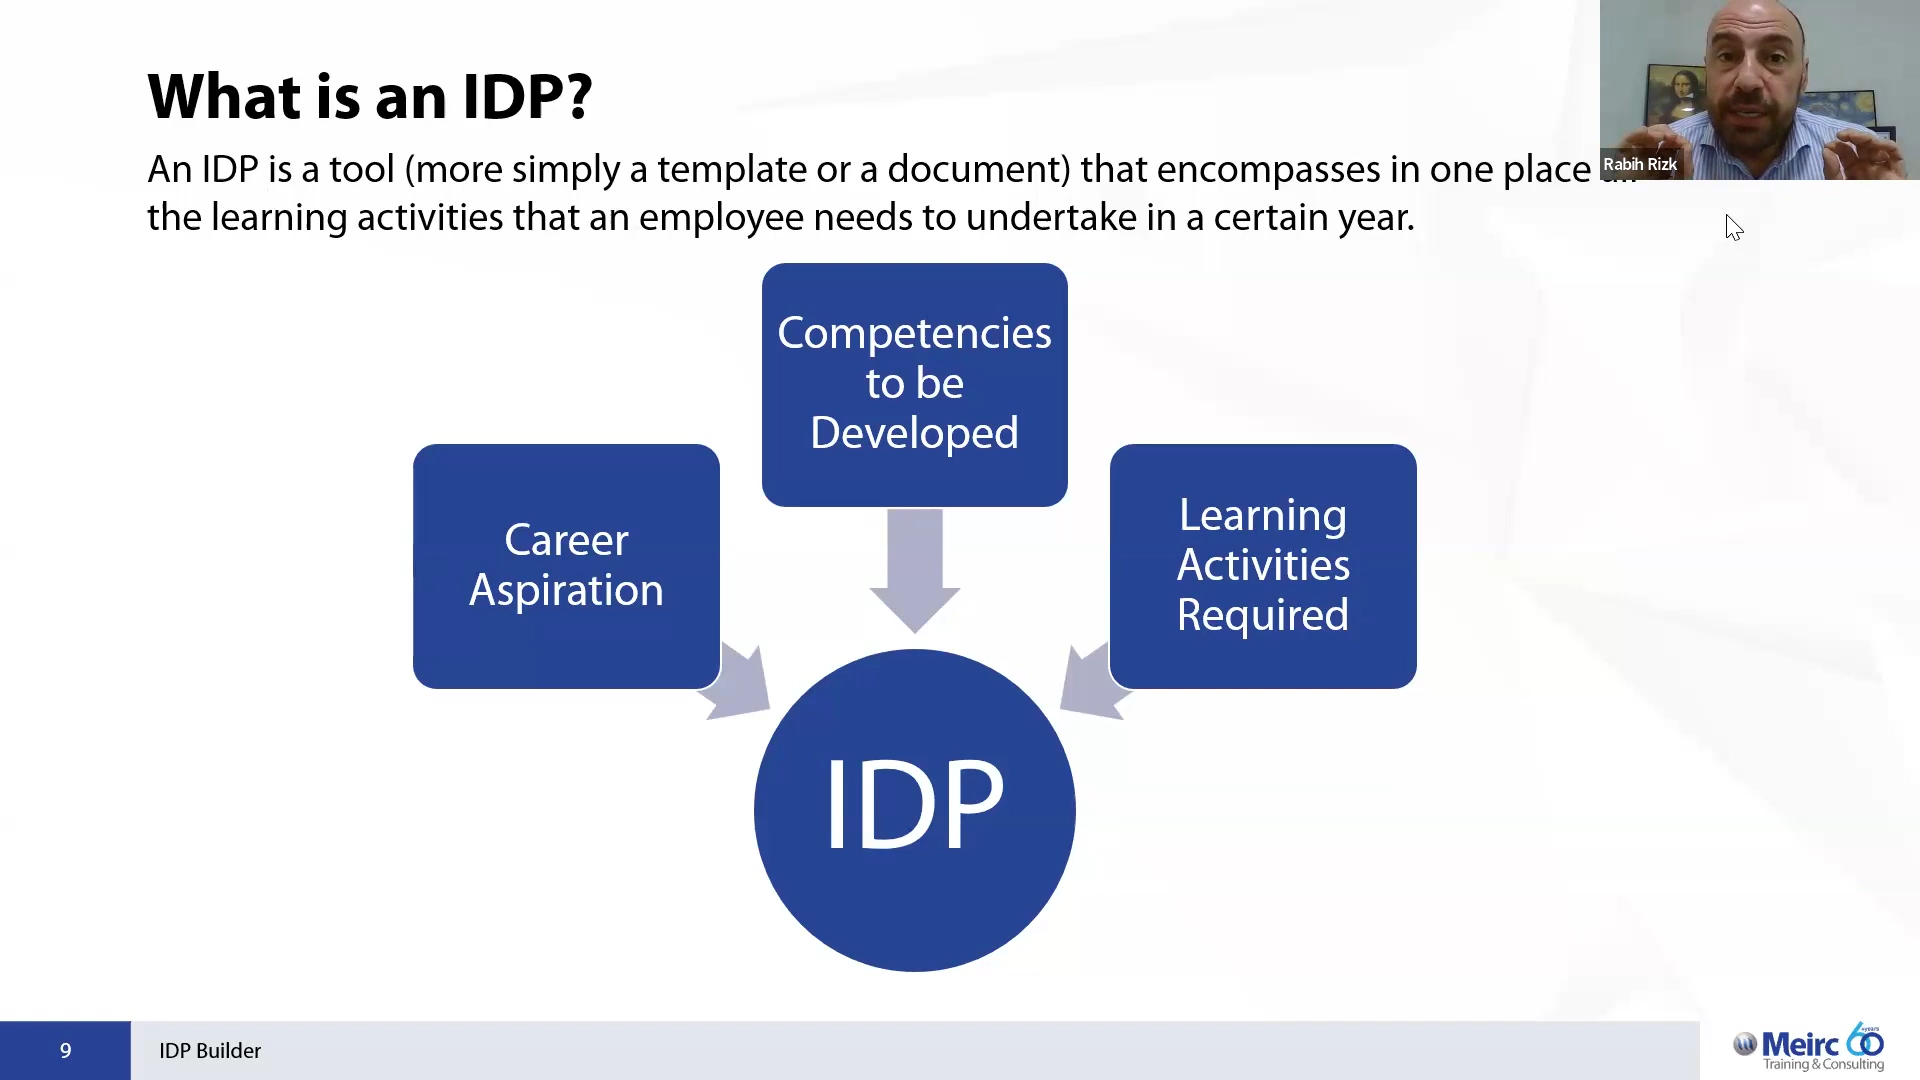 What is an IDP?
An IDP is a tool (more simply a template or a document) that encompasses in one place
the learning activities that an employee needs to undertake in a certain year.
Rabih Rizk
Competencies
to be
Developed
Career
Aspiration
Learning
Activities
Required
IDP
9
IDP Builder
Meirc 60 years
Training & Consulting